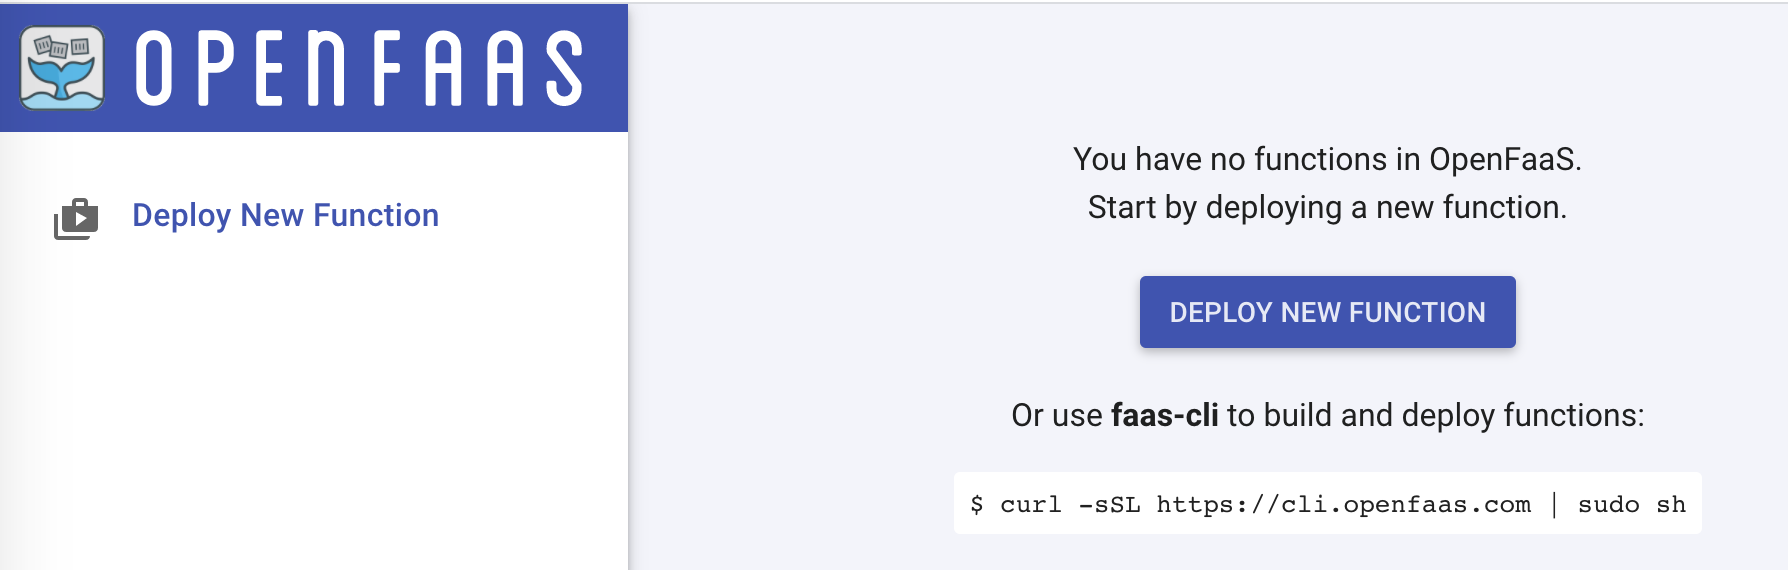 OPENFAAS
Deploy New Function
You have no functions in OpenFaaS.
Start by deploying a new function.
DEPLOY NEW FUNCTION
Or use faas-cli to build and deploy functions:
$ curl -sSL https://cli.openfaas.com | sudo sh